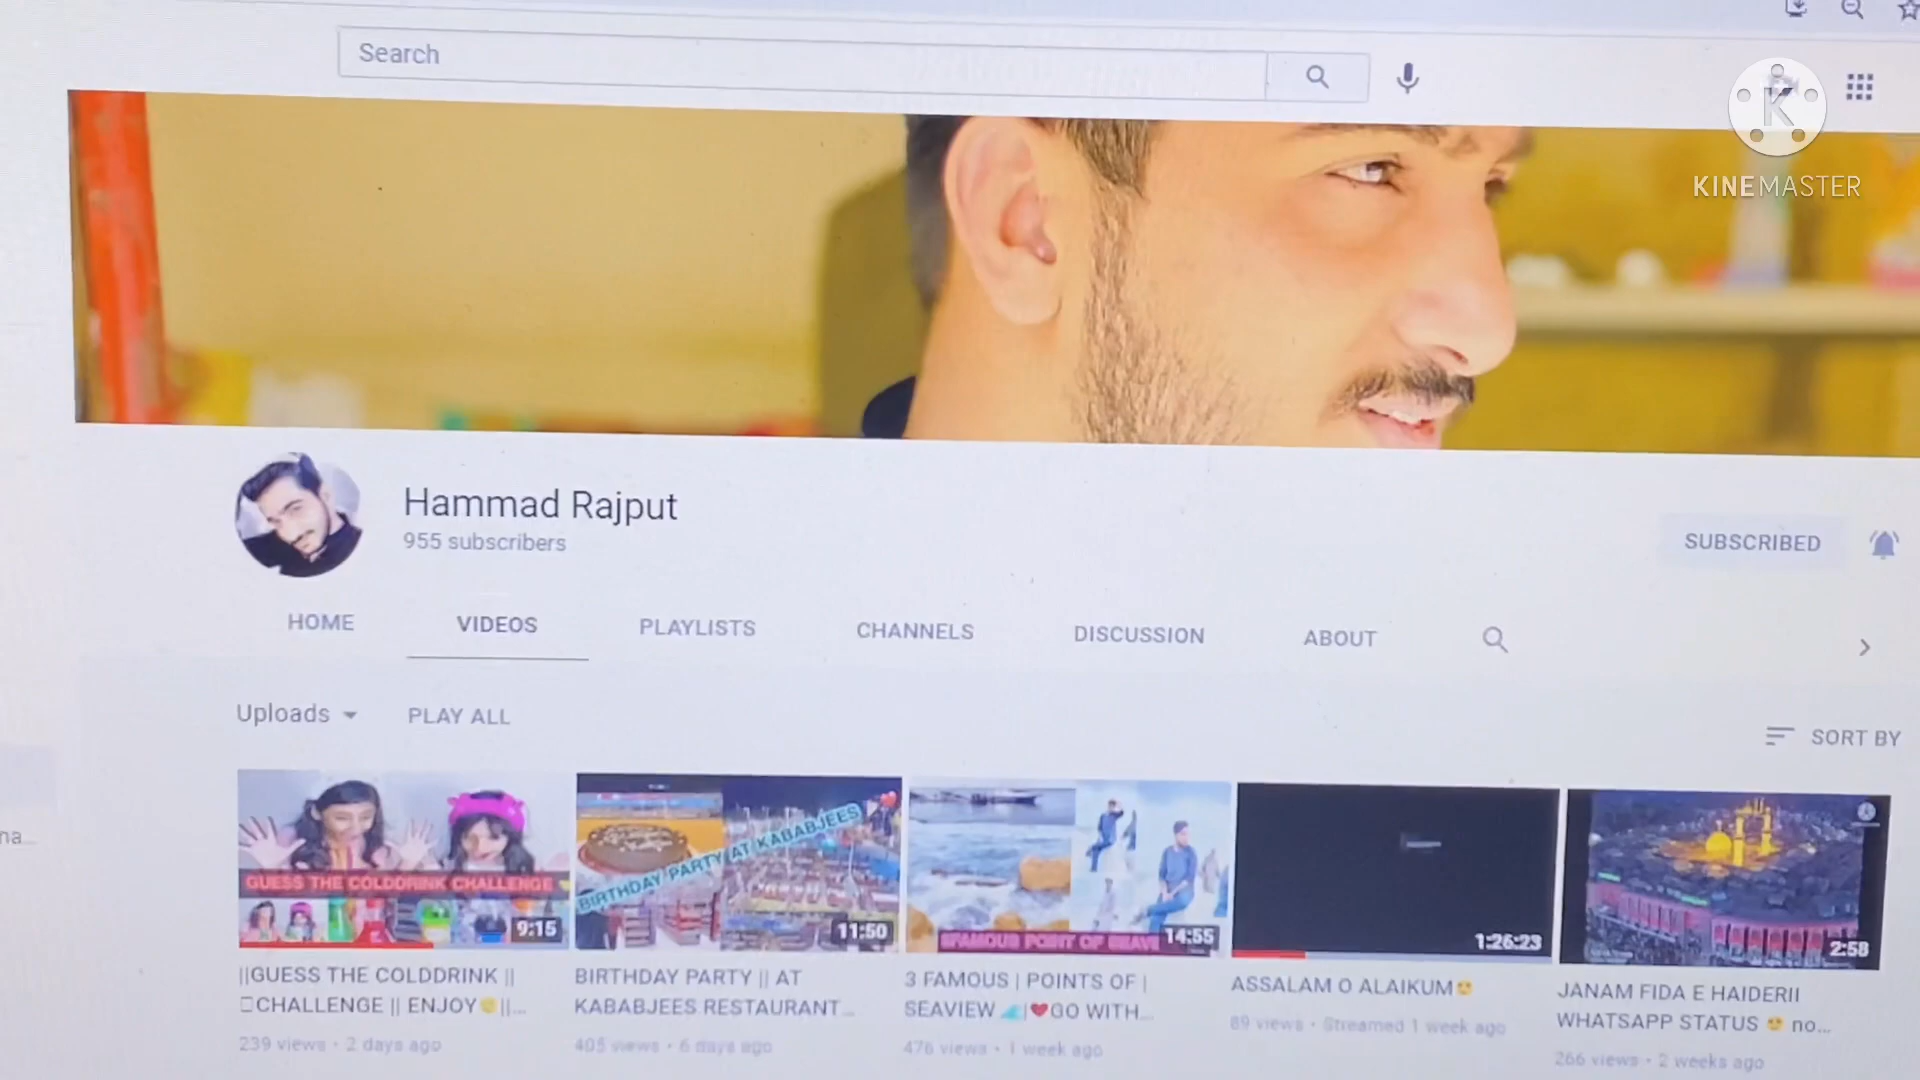 Search
KINEMASTER
Hammad Rajput
955 subscribers
SUBSCRIBED
HOME VIDEOS PLAYLISTS CHANNELS DISCUSSION ABOUT
Uploads PLAY ALL
SORT BY
na...
GUESS THE COLDDRINK CHALLENGE
9:15
BIRTHDAY PARTY AT KABABJEES
11:50
FAMOUS POINT OF
14:55
1:26:23
2:58
||GUESS THE COLDDRINK ||
CHALLENGE || ENJOY👏||...
239 views • 2 days ago
BIRTHDAY PARTY || AT
KABABJEES RESTAURANT...
405 views • 6 days ago
3 FAMOUS | POINTS OF |
SEAVIEW 🌊|❤GO WITH...
476 views • 1 week ago
ASSALAM O ALAIKUM😍
89 views • Streamed 1 week ago
JANAM FIDA E HAIDERII
WHATSAPP STATUS 😍 no...
266 views • 2 weeks ago